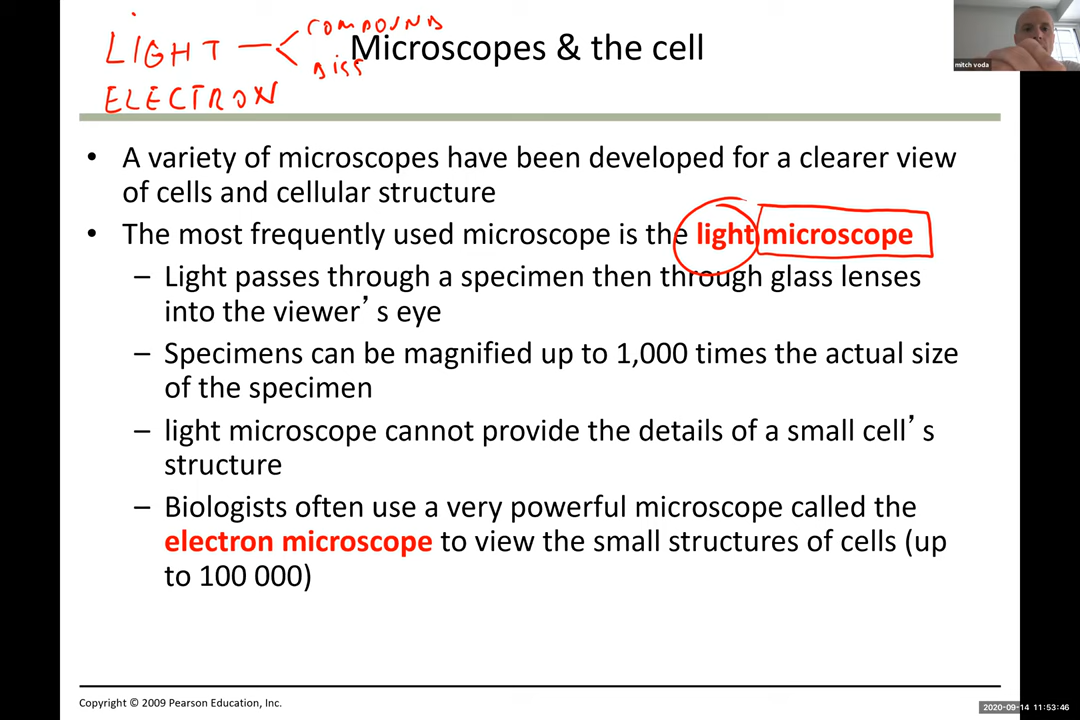 LIGHT — < COMPOUND
DISS
Microscopes & the cell
ELECTRON
mitch voda
• A variety of microscopes have been developed for a clearer view
of cells and cellular structure
• The most frequently used microscope is the light microscope
– Light passes through a specimen then through glass lenses
into the viewer’s eye
– Specimens can be magnified up to 1,000 times the actual size
of the specimen
– light microscope cannot provide the details of a small cell’s
structure
– Biologists often use a very powerful microscope called the
electron microscope to view the small structures of cells (up
to 100 000)
Copyright © 2009 Pearson Education, Inc.
2020-09-14 11:53:46